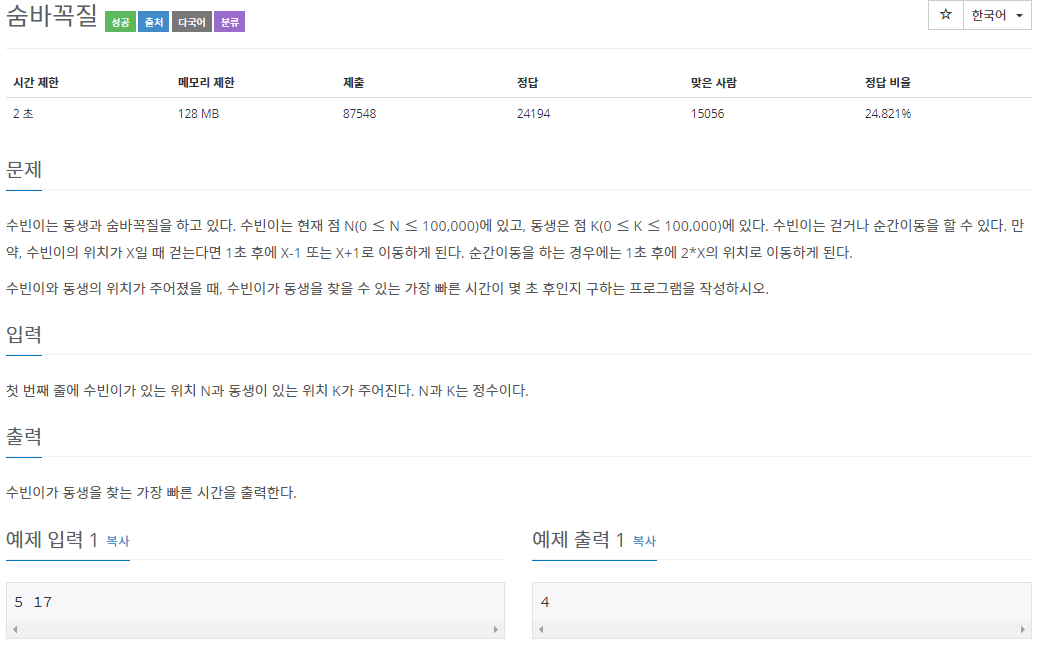 숨바꼭질 성공 출처 다국어 분류
☆ 한국어
시간 제한 메모리 제한 제출 정답 맞은 사람 정답 비율
2 초 128 MB 87548 24194 15056 24.821%
문제
수빈이는 동생과 숨바꼭질을 하고 있다. 수빈이는 현재 점 N(0 ≤ N ≤ 100,000)에 있고, 동생은 점 K(0 ≤ K ≤ 100,000)에 있다. 수빈이는 걷거나 순간이동을 할 수 있다. 만
약, 수빈이의 위치가 X일 때 걷는다면 1초 후에 X-1 또는 X+1로 이동하게 된다. 순간이동을 하는 경우에는 1초 후에 2*X의 위치로 이동하게 된다.
수빈이와 동생의 위치가 주어졌을 때, 수빈이가 동생을 찾을 수 있는 가장 빠른 시간이 몇 초 후인지 구하는 프로그램을 작성하시오.
입력
첫 번째 줄에 수빈이가 있는 위치 N과 동생이 있는 위치 K가 주어진다. N과 K는 정수이다.
출력
수빈이가 동생을 찾는 가장 빠른 시간을 출력한다.
예제 입력 1 복사
5 17
예제 출력 1 복사
4